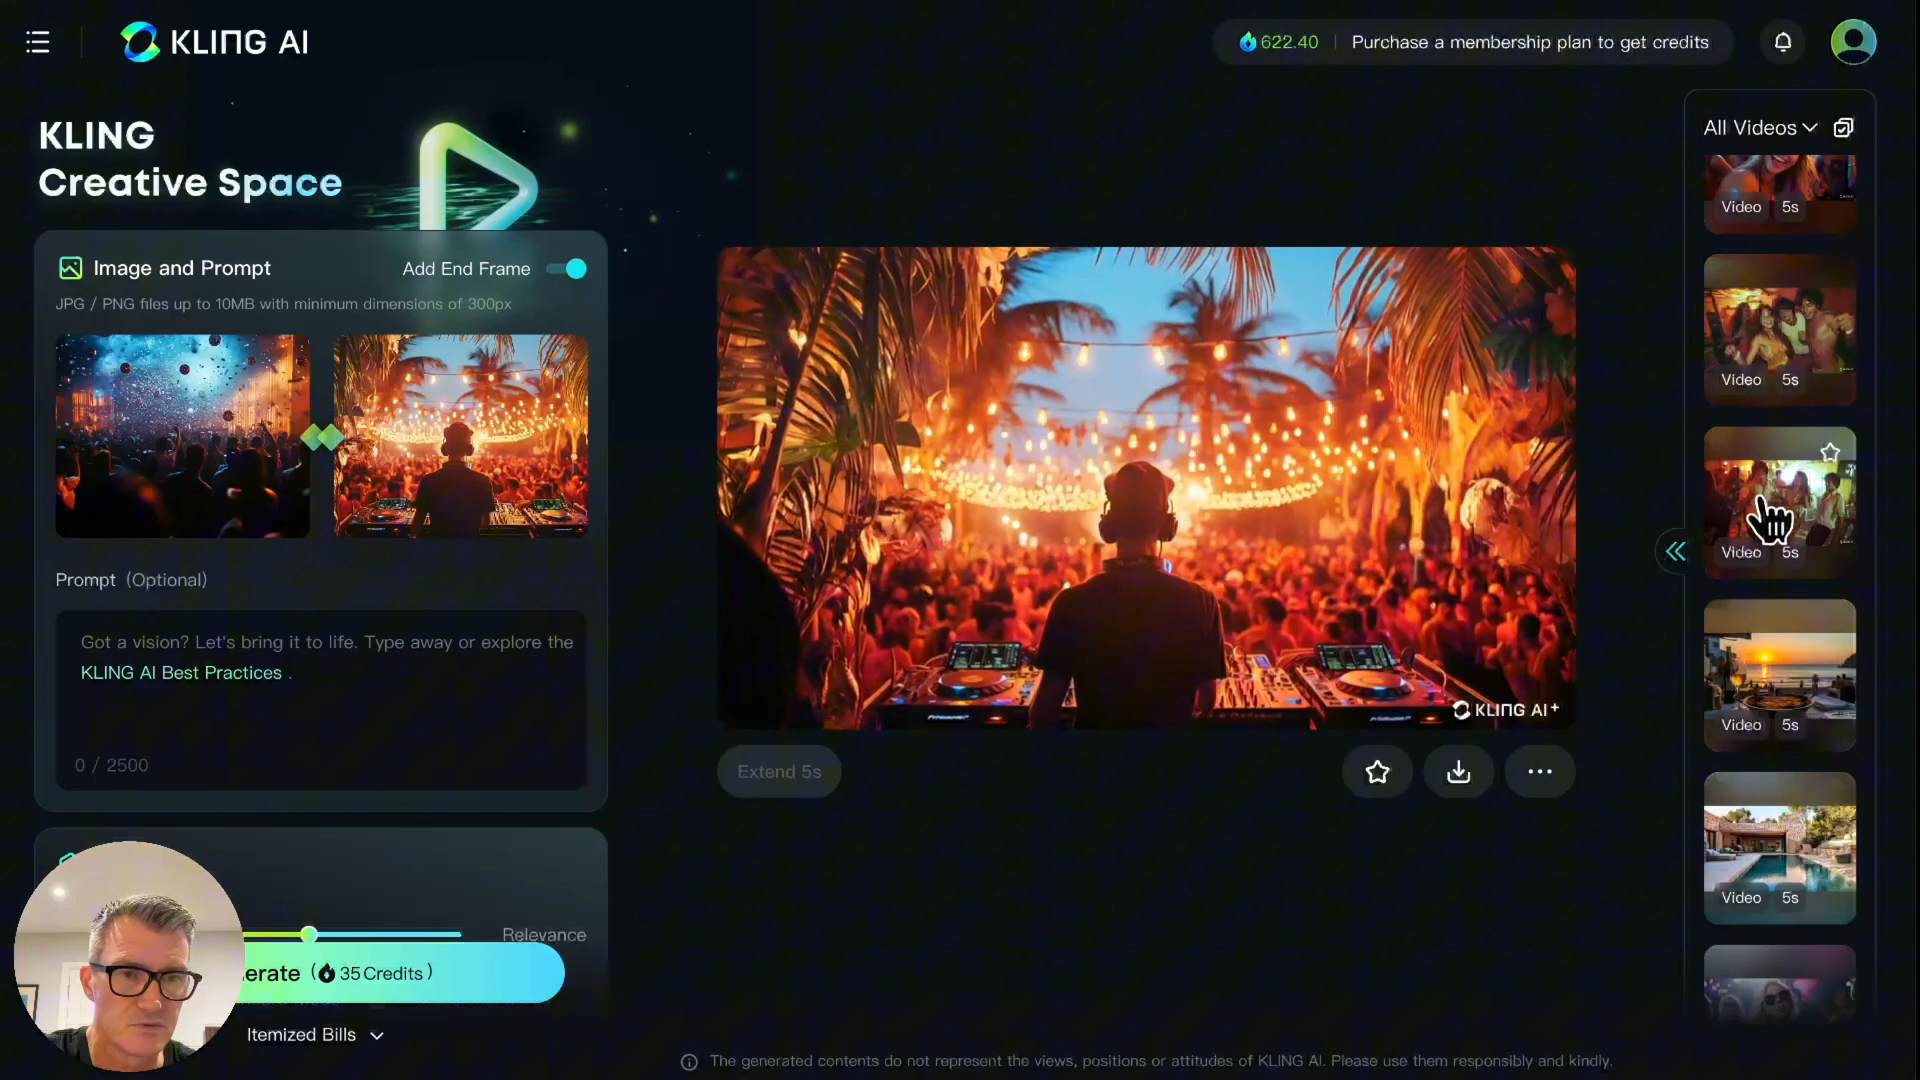 KLING AI
622.40
Purchase a membership plan to get credits
KLING
Creative Space
Image and Prompt
Add End Frame
JPG / PNG files up to 10MB with minimum dimensions of 300px
Prompt (Optional)
Got a vision? Let's bring it to life. Type away or explore the
KLING AI Best Practices .
0 / 2500
Relevance
erate (35 Credits)
Itemized Bills
KLING AI+
Extend 5s
All Videos
Video 5s
Video 5s
Video 5s
Video 5s
Video 5s
The generated contents do not represent the views, positions or attitudes of KLING AI. Please use them responsibly and kindly.